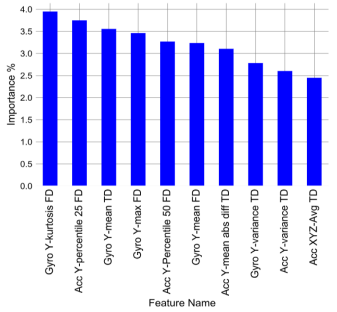 4.0
3.5
3.0
2.5
2.0
1.5
1.0
0.5
0.0
Importance %
Gyro Y-kurtosis FD
Acc Y-percentile 25 FD
Gyro Y-mean TD
Gyro Y-max FD
Acc Y-Percentile 50 FD
Gyro Y-mean FD
Acc Y-mean abs diff TD
Gyro Y-variance TD
Acc Y-variance TD
Acc XYZ-Avg TD
Feature Name